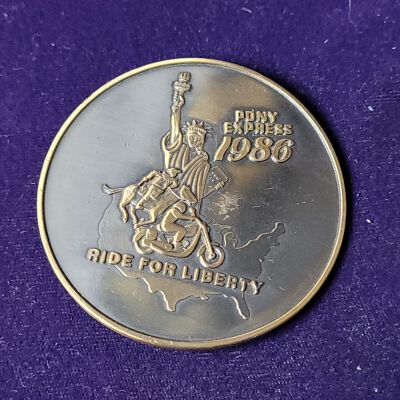 PONY
EXPRESS
1986
RIDE FOR LIBERTY